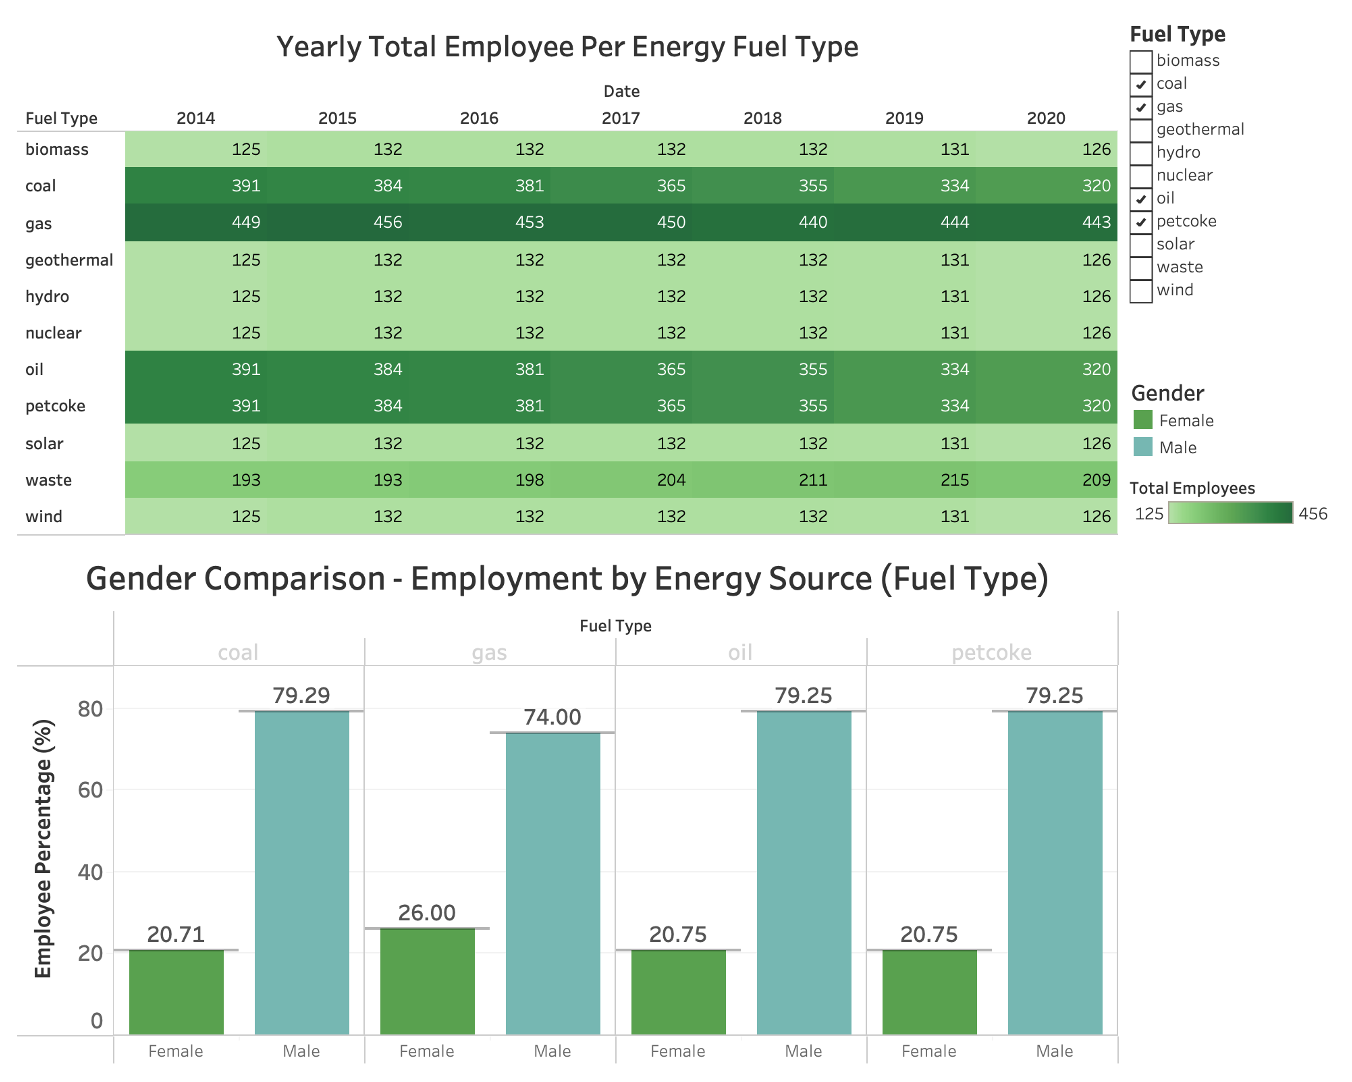 Yearly Total Employee Per Energy Fuel Type
Date
Fuel Type 2014 2015 2016 2017 2018 2019 2020
biomass 125 132 132 132 132 131 126
coal 391 384 381 365 355 334 320
gas 449 456 453 450 440 444 443
geothermal 125 132 132 132 132 131 126
hydro 125 132 132 132 132 131 126
nuclear 125 132 132 132 132 131 126
oil 391 384 381 365 355 334 320
petcoke 391 384 381 365 355 334 320
solar 125 132 132 132 132 131 126
waste 193 193 198 204 211 215 209
wind 125 132 132 132 132 131 126
Fuel Type
biomass
coal
gas
geothermal
hydro
nuclear
oil
petcoke
solar
waste
wind
Gender
Female
Male
Total Employees
125 456
Gender Comparison - Employment by Energy Source (Fuel Type)
Fuel Type
coal gas oil petcoke
Employee Percentage (%)
80
60
40
20
0
20.71 79.29 26.00 74.00 20.75 79.25 20.75 79.25
Female Male Female Male Female Male Female Male